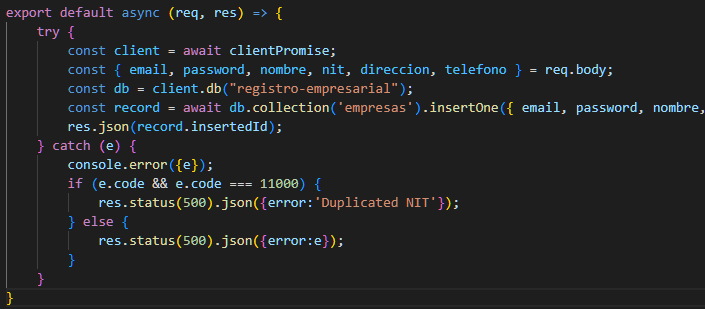 export default async (req, res) => {
try {
const client = await clientPromise;
const { email, password, nombre, nit, direccion, telefono } = req.body;
const db = client.db("registro-empresarial");
const record = await db.collection('empresas').insertOne({ email, password, nombre,
res.json(record.insertedId);
} catch (e) {
console.error({e});
if (e.code && e.code === 11000) {
res.status(500).json({error:'Duplicated NIT'});
} else {
res.status(500).json({error:e});
}
}
}